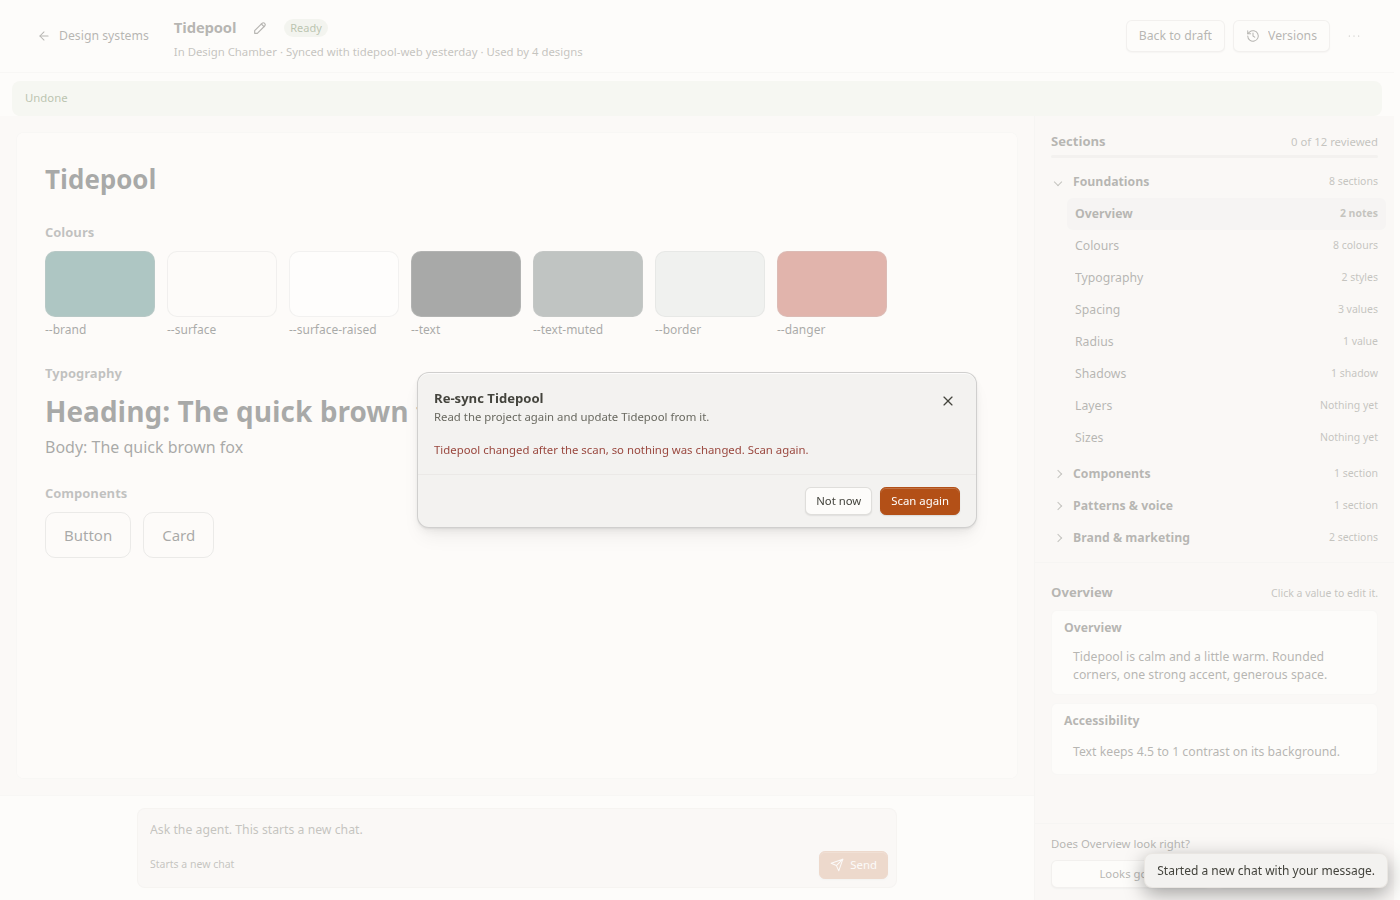 Design systems
Tidepool
Ready
In Design Chamber · Synced with tidepool-web yesterday · Used by 4 designs
Back to draft
Versions
Undone
Tidepool
Colours
--brand
--surface
--surface-raised
--text
--text-muted
--border
--danger
Typography
Heading: The quick brown
Body: The quick brown fox
Components
Button
Card
Re-sync Tidepool
Read the project again and update Tidepool from it.
Tidepool changed after the scan, so nothing was changed. Scan again.
Not now
Scan again
Ask the agent. This starts a new chat.
Starts a new chat
Send
Sections
0 of 12 reviewed
Foundations
8 sections
Overview
2 notes
Colours
8 colours
Typography
2 styles
Spacing
3 values
Radius
1 value
Shadows
1 shadow
Layers
Nothing yet
Sizes
Nothing yet
Components
1 section
Patterns & voice
1 section
Brand & marketing
2 sections
Overview
Click a value to edit it.
Overview
Tidepool is calm and a little warm. Rounded
corners, one strong accent, generous space.
Accessibility
Text keeps 4.5 to 1 contrast on its background.
Does Overview look right?
Looks
Started a new chat with your message.